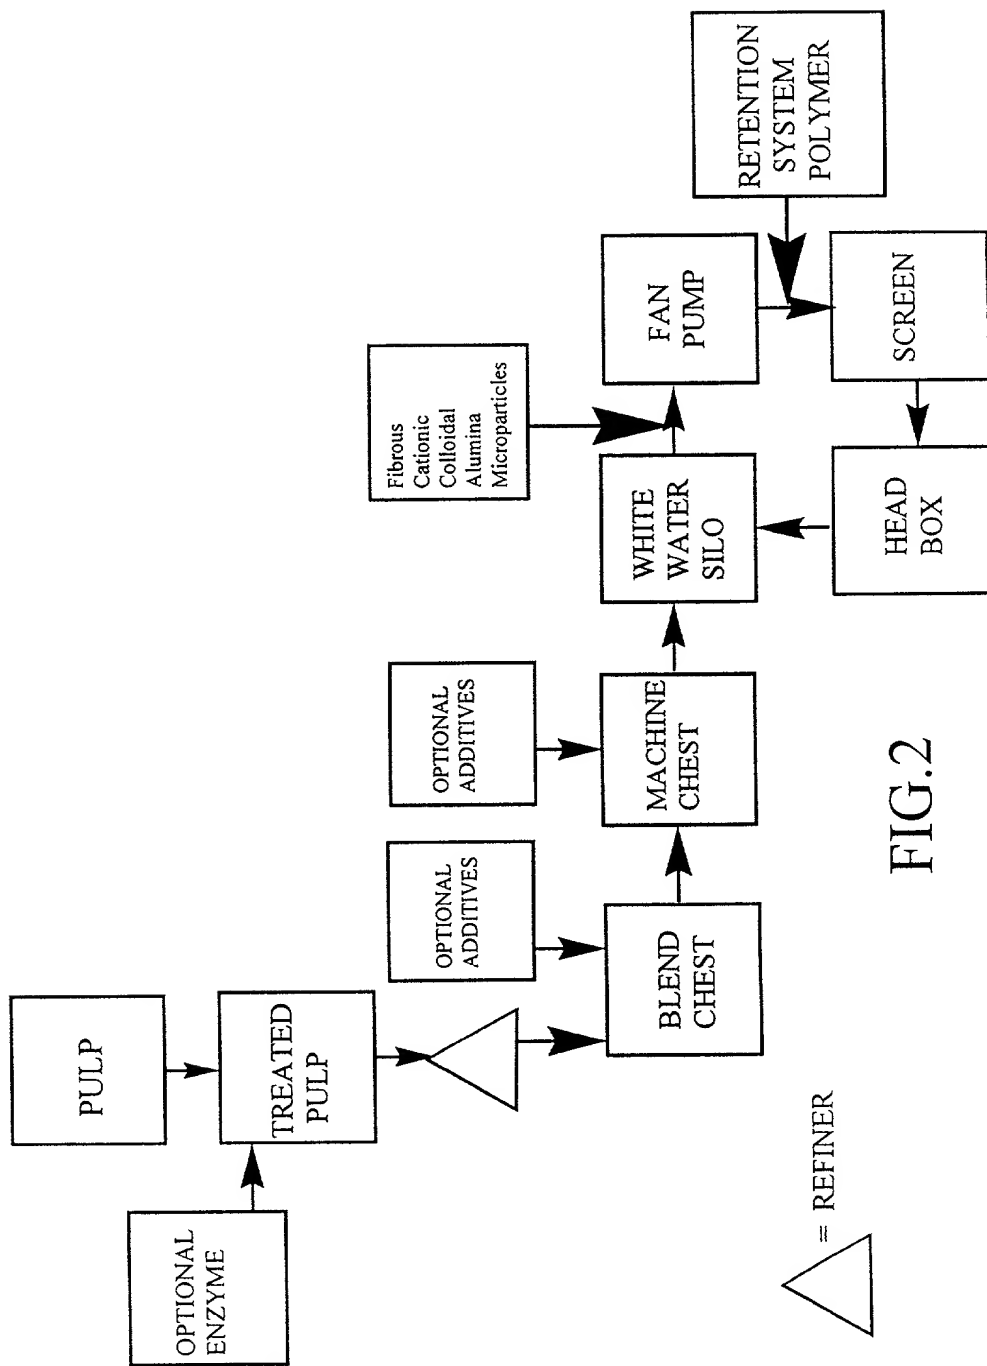 OPTIONAL
ENZYME
PULP
TREATED
PULP
OPTIONAL
ADDITIVES
OPTIONAL
ADDITIVES
BLEND
CHEST
MACHINE
CHEST
Fibrous
Cationic
Colloidal
Alumina
Microparticles
WHITE
WATER
SILO
FAN
PUMP
RETENTION
SYSTEM
POLYMER
SCREEN
HEAD
BOX
= REFINER
FIG.2